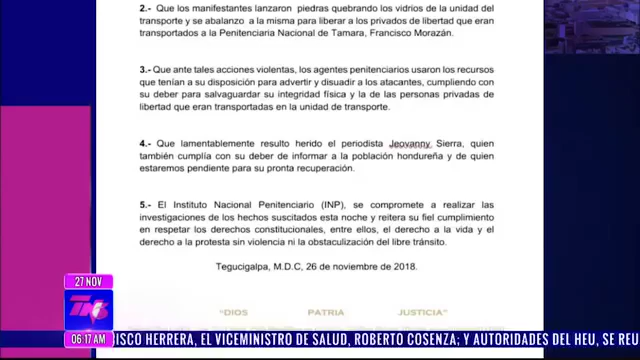 2.- Que los manifestantes lanzaron piedras quebrando los vidrios de la unidad del
transporte y se abalanzo a la misma para liberar a los privados de libertad que eran
transportados a la Penitenciaria Nacional de Tamara, Francisco Morazán.
3.- Que ante tales acciones violentas, los agentes penitenciarios usaron los recursos
que tenían a su disposición para advertir y disuadir a los atacantes, cumpliendo con
su deber para salvaguardar su integridad física y la de las personas privadas de
libertad que eran transportadas en la unidad de transporte.
4.- Que lamentablemente resulto herido el periodista Jeovanny Sierra, quien
también cumplía con su deber de informar a la población hondureña y de quien
estaremos pendiente para su pronta recuperación.
5.- El Instituto Nacional Penitenciario (INP), se compromete a realizar las
investigaciones de los hechos suscitados esta noche y reitera su fiel cumplimiento
en respetar los derechos constitucionales, entre ellos, el derecho a la vida y el
derecho a la protesta sin violencia ni la obstaculización del libre tránsito.
Tegucigalpa, M.D.C, 26 de noviembre de 2018.
"DIOS PATRIA JUSTICIA"
27 NOV
TN6
06:17 AM
CISCO HERRERA, EL VICEMINISTRO DE SALUD, ROBERTO COSENZA; Y AUTORIDADES DEL HEU, SE REU